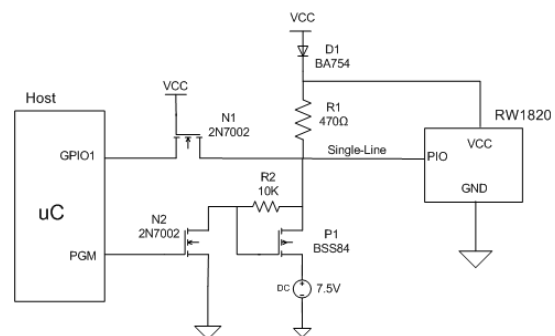 VCC
D1
BA754
Host
VCC
N1
2N7002
R1
470Ω
RW1820
GPIO1
Single-Line
PIO
VCC
GND
uC
R2
10K
N2
2N7002
P1
BSS84
PGM
DC
7.5V